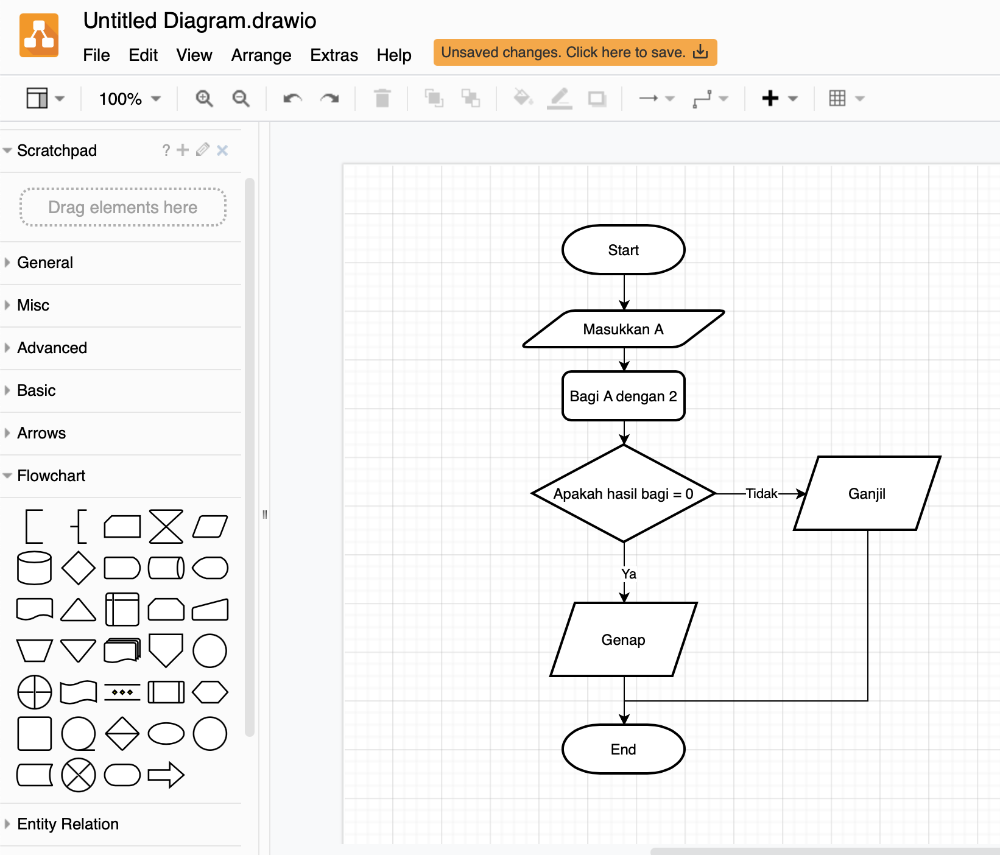 Untitled Diagram.drawio
File Edit View Arrange Extras Help
Unsaved changes. Click here to save.
100%
Scratchpad
?
Drag elements here
General
Misc
Advanced
Basic
Arrows
Flowchart
Entity Relation
Start
Masukkan A
Bagi A dengan 2
Apakah hasil bagi = 0
Tidak
Ganjil
Ya
Genap
End